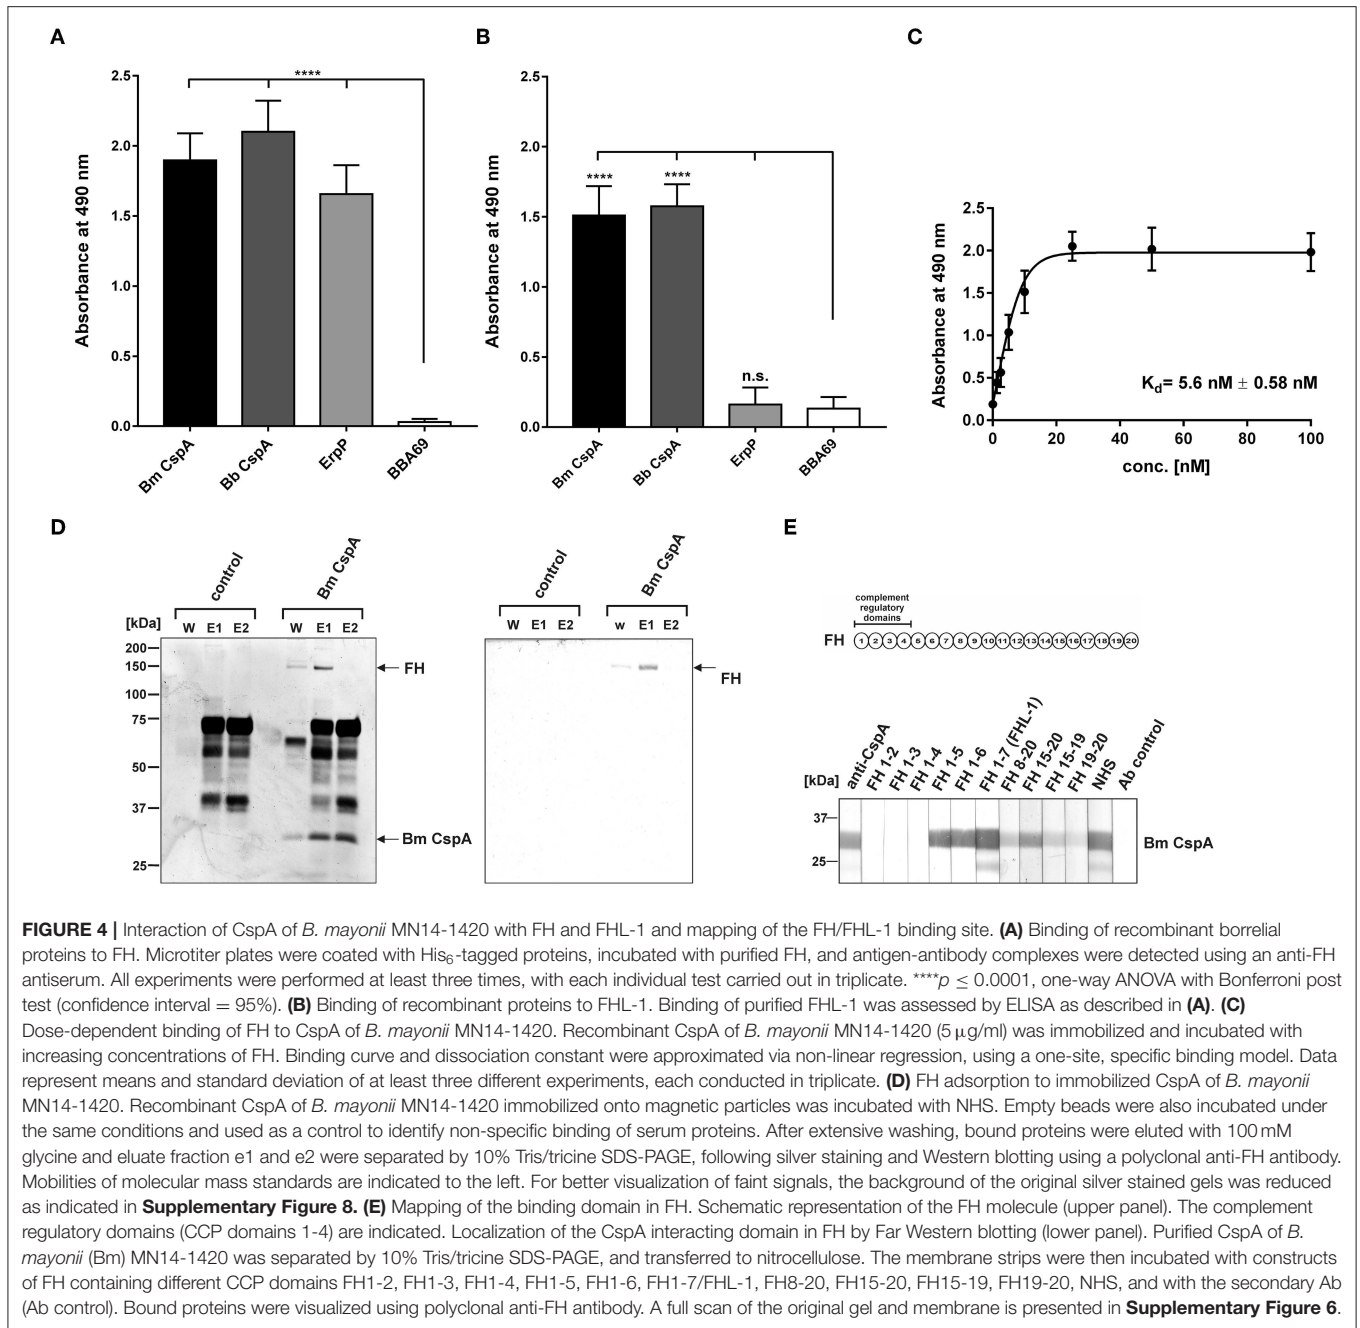 A
B
C
2.5
2.0
1.5
1.0
0.5
0.0
Absorbance at 490 nm
****
Bm CspA
Bb CspA
ErpP
BBA69
2.5
2.0
1.5
1.0
0.5
0.0
Absorbance at 490 nm
****
****
n.s.
Bm CspA
Bb CspA
ErpP
BBA69
2.5
2.0
1.5
1.0
0.5
0.0
Absorbance at 490 nm
Kd= 5.6 nM ± 0.58 nM
0 20 40 60 80 100
conc. [nM]
D
control
Bm CspA
[kDa]
W E1 E2 W E1 E2
200
150
100
75
50
37
25
FH
Bm CspA
control
Bm CspA
W E1 E2 w E1 E2
FH
E
complement
regulatory
domains
FH 1 2 3 4 5 6 7 8 9 10 11 12 13 14 15 16 17 18 19 20
[kDa]
anti-CspA
FH 1-2
FH 1-3
FH 1-4
FH 1-5
FH 1-6
FH 1-7 (FHL-1)
FH 8-20
FH 15-20
FH 15-19
FH 19-20
NHS
Ab control
37
25
Bm CspA
FIGURE 4 | Interaction of CspA of B. mayonii MN14-1420 with FH and FHL-1 and mapping of the FH/FHL-1 binding site. (A) Binding of recombinant borrelial
proteins to FH. Microtiter plates were coated with His6-tagged proteins, incubated with purified FH, and antigen-antibody complexes were detected using an anti-FH
antiserum. All experiments were performed at least three times, with each individual test carried out in triplicate. ****p ≤ 0.0001, one-way ANOVA with Bonferroni post
test (confidence interval = 95%). (B) Binding of recombinant proteins to FHL-1. Binding of purified FHL-1 was assessed by ELISA as described in (A). (C)
Dose-dependent binding of FH to CspA of B. mayonii MN14-1420. Recombinant CspA of B. mayonii MN14-1420 (5 μg/ml) was immobilized and incubated with
increasing concentrations of FH. Binding curve and dissociation constant were approximated via non-linear regression, using a one-site, specific binding model. Data
represent means and standard deviation of at least three different experiments, each conducted in triplicate. (D) FH adsorption to immobilized CspA of B. mayonii
MN14-1420. Recombinant CspA of B. mayonii MN14-1420 immobilized onto magnetic particles was incubated with NHS. Empty beads were also incubated under
the same conditions and used as a control to identify non-specific binding of serum proteins. After extensive washing, bound proteins were eluted with 100 mM
glycine and eluate fraction e1 and e2 were separated by 10% Tris/tricine SDS-PAGE, following silver staining and Western blotting using a polyclonal anti-FH antibody.
Mobilities of molecular mass standards are indicated to the left. For better visualization of faint signals, the background of the original silver stained gels was reduced
as indicated in Supplementary Figure 8. (E) Mapping of the binding domain in FH. Schematic representation of the FH molecule (upper panel). The complement
regulatory domains (CCP domains 1-4) are indicated. Localization of the CspA interacting domain in FH by Far Western blotting (lower panel). Purified CspA of B.
mayonii (Bm) MN14-1420 was separated by 10% Tris/tricine SDS-PAGE, and transferred to nitrocellulose. The membrane strips were then incubated with constructs
of FH containing different CCP domains FH1-2, FH1-3, FH1-4, FH1-5, FH1-6, FH1-7/FHL-1, FH8-20, FH15-20, FH15-19, FH19-20, NHS, and with the secondary Ab
(Ab control). Bound proteins were visualized using polyclonal anti-FH antibody. A full scan of the original gel and membrane is presented in Supplementary Figure 6.